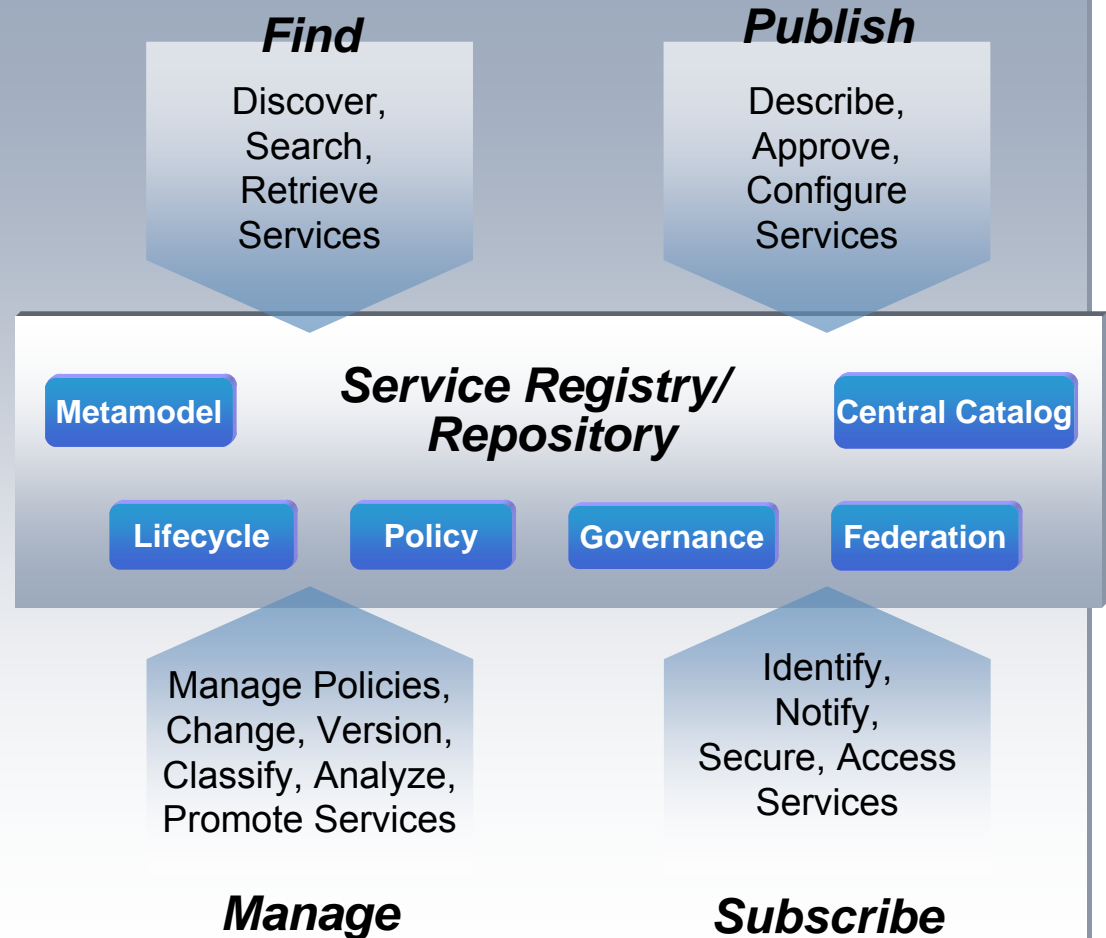 Find
Discover,
Search,
Retrieve
Services
Publish
Describe,
Approve,
Configure
Services
Service Registry/
Repository
Metamodel
Central Catalog
Lifecycle
Policy
Governance
Federation
Manage Policies,
Change, Version,
Classify, Analyze,
Promote Services
Manage
Identify,
Notify,
Secure, Access
Services
Subscribe